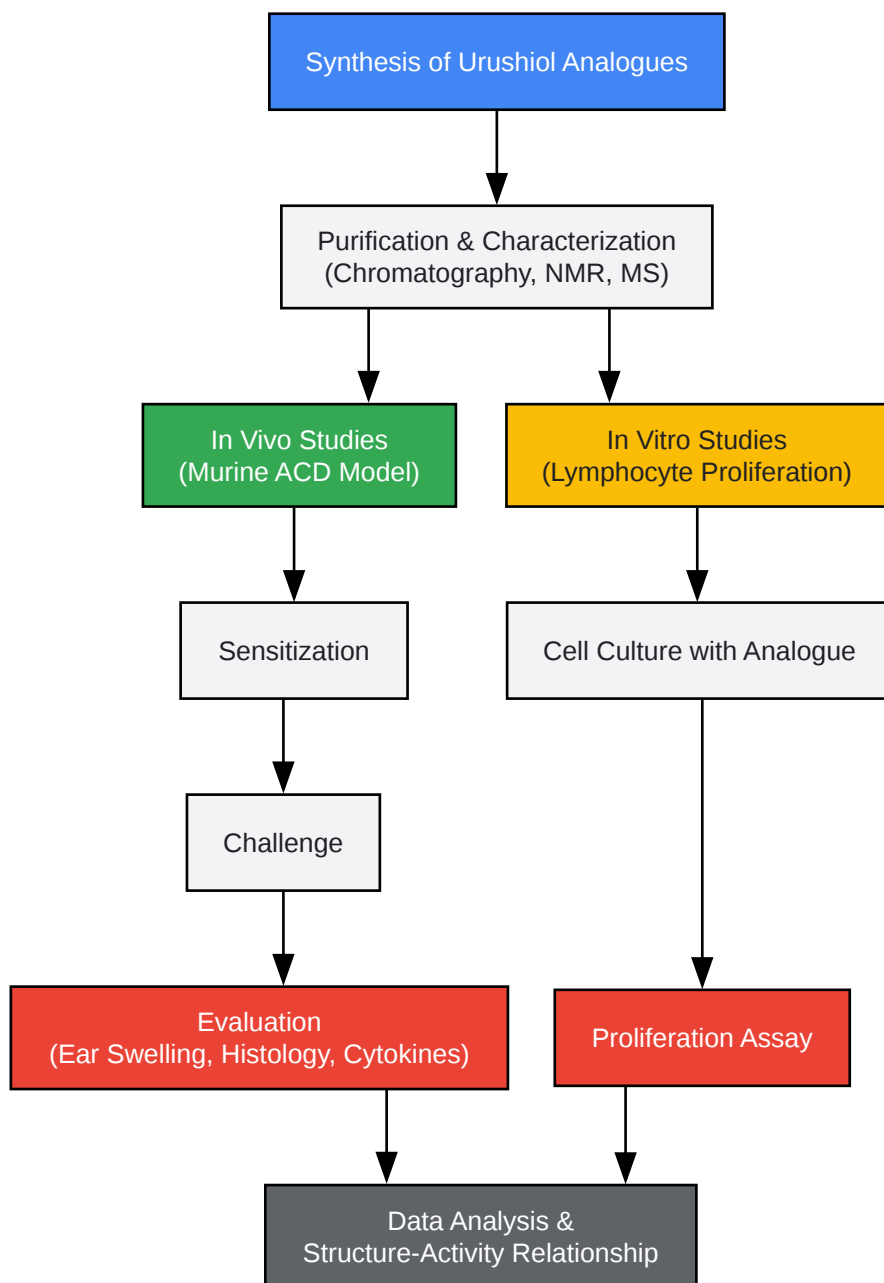 Synthesis of Urushiol Analogues
Purification & Characterization
(Chromatography, NMR, MS)
In Vivo Studies
(Murine ACD Model)
In Vitro Studies
(Lymphocyte Proliferation)
Sensitization
Cell Culture with Analogue
Challenge
Evaluation
(Ear Swelling, Histology, Cytokines)
Proliferation Assay
Data Analysis &
Structure-Activity Relationship